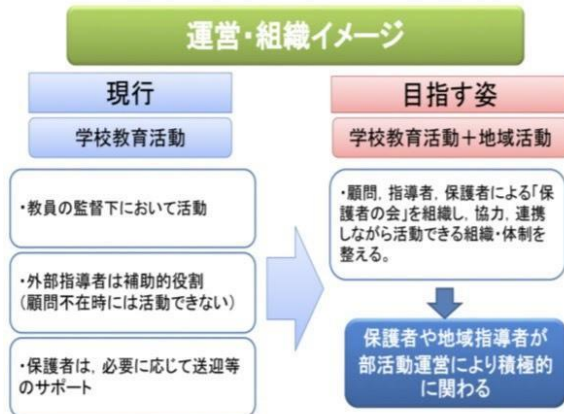 運営・組織イメージ
現行
学校教育活動
・教員の監督下において活動
・外部指導者は補助的役割
(顧問不在時には活動できない)
・保護者は，必要に応じて送迎等
のサポート
目指す姿
学校教育活動＋地域活動
・顧問，指導者，保護者による「保
護者の会」を組織し，協力，連携
しながら活動できる組織・体制を
整える。
保護者や地域指導者が
部活動運営により積極的
に関わる